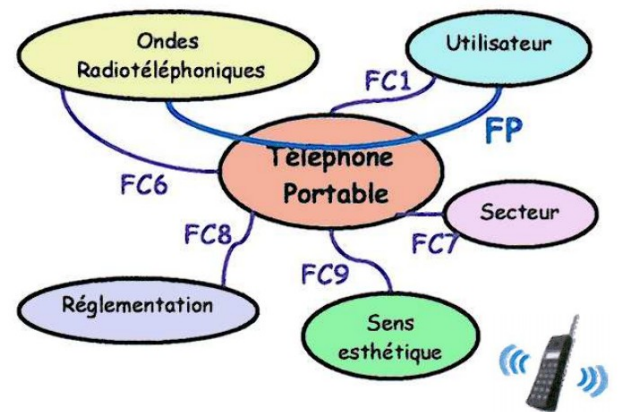 Ondes
Radiotéléphoniques
Utilisateur
FC1
FP
Téléphone
Portable
FC6
Secteur
FC7
FC8
FC9
Réglementation
Sens
esthétique